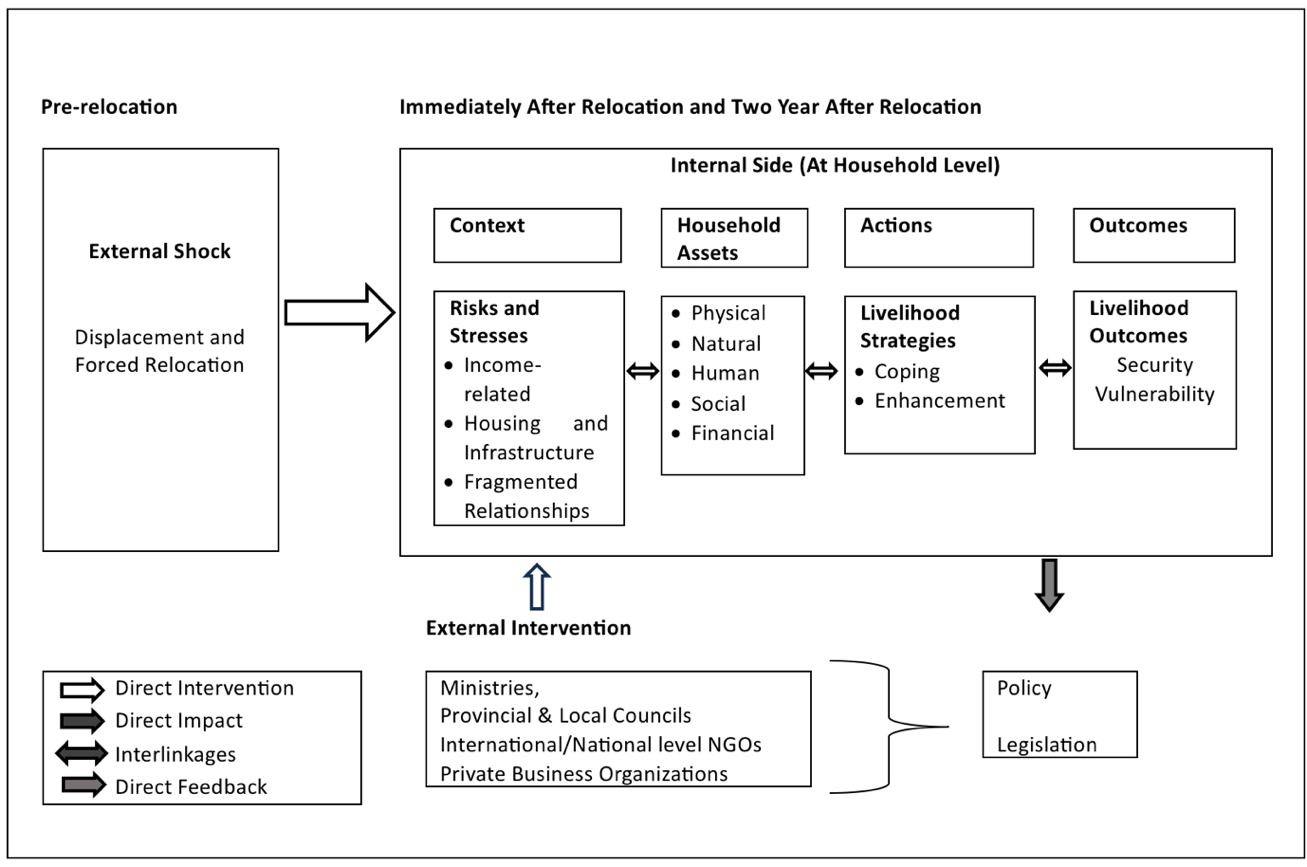 Pre-relocation
Immediately After Relocation and Two Year After Relocation
External Shock
Displacement and
Forced Relocation
Internal Side (At Household Level)
Context
Household
Assets
Actions
Outcomes
Risks and
Stresses
• Income-
related
• Housing and
Infrastructure
• Fragmented
Relationships
• Physical
• Natural
• Human
• Social
• Financial
Livelihood
Strategies
• Coping
• Enhancement
Livelihood
Outcomes
Security
Vulnerability
External Intervention
Direct Intervention
Direct Impact
Interlinkages
Direct Feedback
Ministries,
Provincial & Local Councils
International/National level NGOs
Private Business Organizations
Policy
Legislation